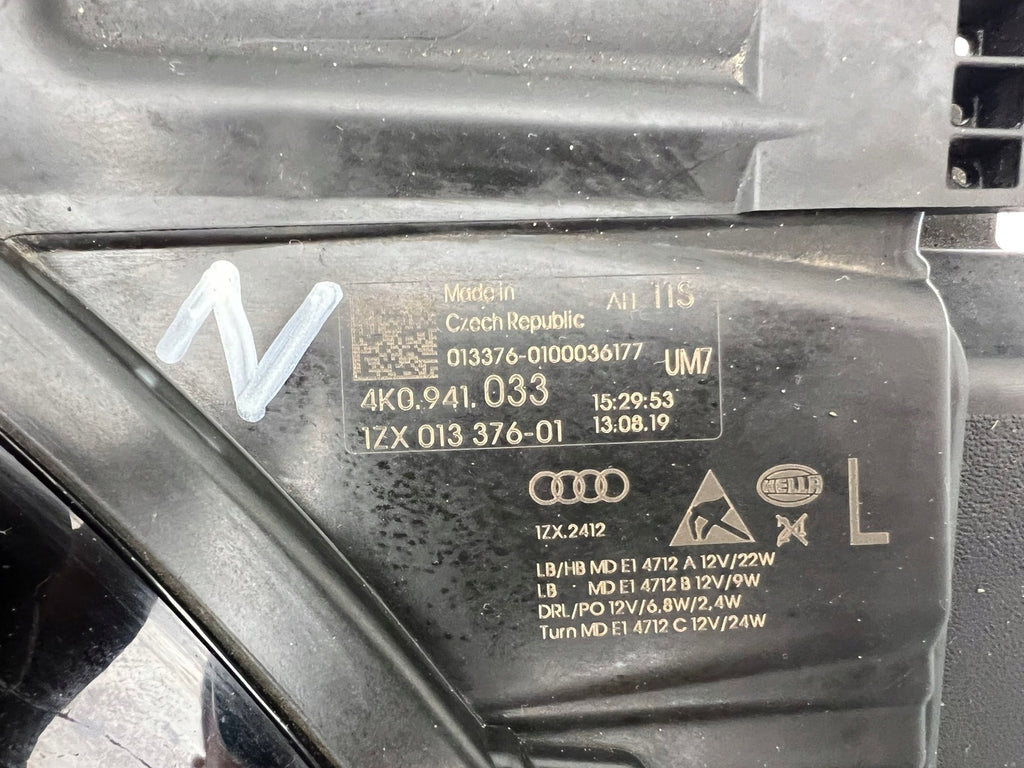 N
Made in
Czech Republic
11S
013376-0100036177
UM7
4K0.941.033
15:29:53
1ZX 013 376-01
13.08.19
HELLA
L
1ZX.2412
LB/HB MD E1 4712 A 12V/22W
LB MD E1 4712 B 12V/9W
DRL/PO 12V/6,8W/2,4W
Turn MD E1 4712 C 12V/24W